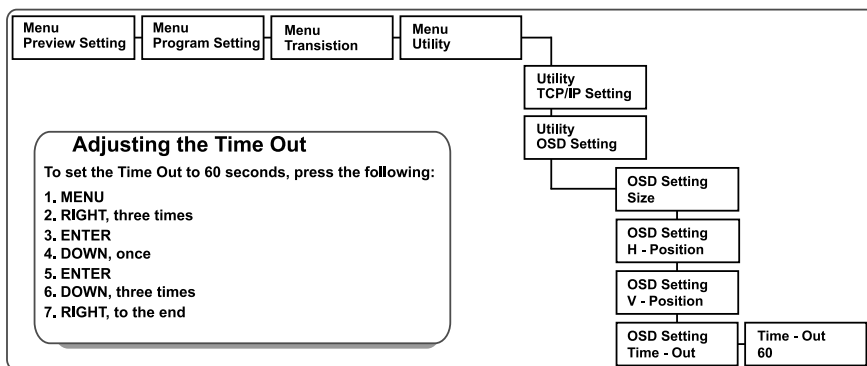 Menu
Preview Setting
Menu
Program Setting
Menu
Transistion
Menu
Utility
Utility
TCP/IP Setting
Utility
OSD Setting
Adjusting the Time Out
To set the Time Out to 60 seconds, press the following:
1. MENU
2. RIGHT, three times
3. ENTER
4. DOWN, once
5. ENTER
6. DOWN, three times
7. RIGHT, to the end
OSD Setting
Size
OSD Setting
H - Position
OSD Setting
V - Position
OSD Setting
Time - Out
Time - Out
60